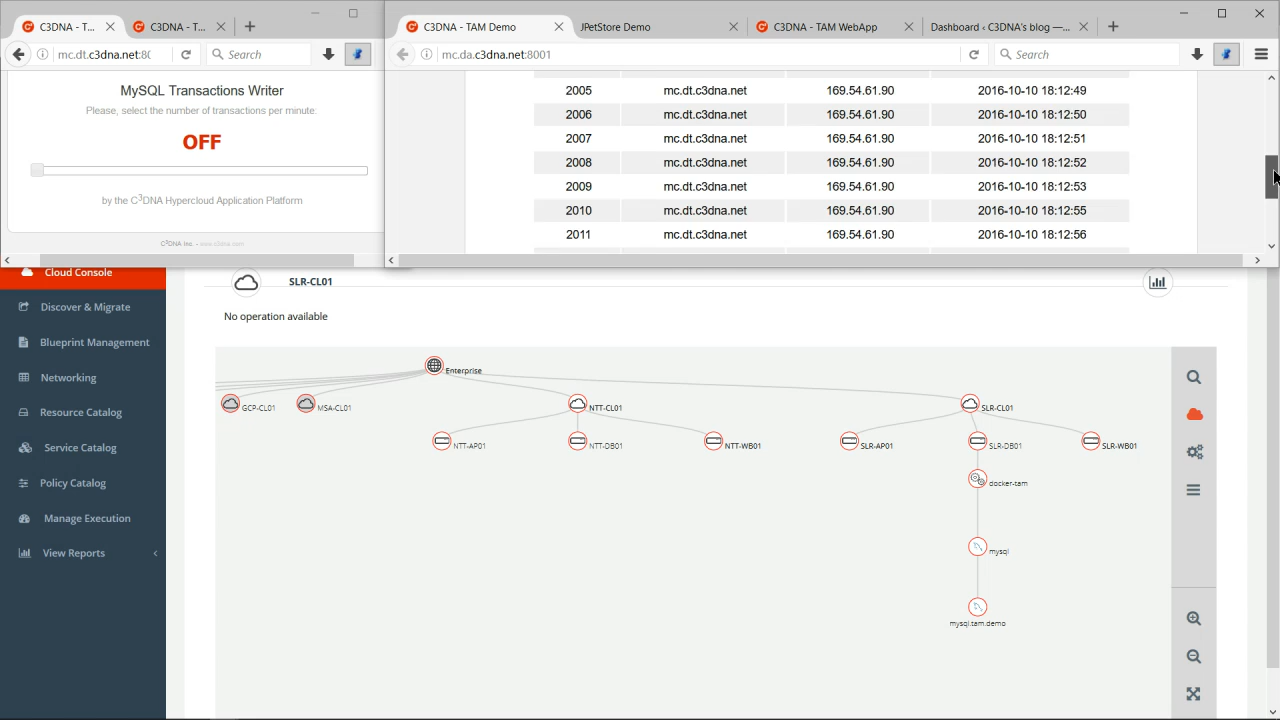 C3DNA - T...
C3DNA - T...
mc.dt.c3dna.net:80
Search
MySQL Transactions Writer
Please, select the number of transactions per minute:
OFF
by the C3DNA Hypercloud Application Platform
C3DNA Inc. - www.c3dna.com
C3DNA - TAM Demo
JPetStore Demo
C3DNA - TAM WebApp
Dashboard ‹ C3DNA's blog —...
mc.da.c3dna.net:8001
Search
2005 mc.dt.c3dna.net 169.54.61.90 2016-10-10 18:12:49
2006 mc.dt.c3dna.net 169.54.61.90 2016-10-10 18:12:50
2007 mc.dt.c3dna.net 169.54.61.90 2016-10-10 18:12:51
2008 mc.dt.c3dna.net 169.54.61.90 2016-10-10 18:12:52
2009 mc.dt.c3dna.net 169.54.61.90 2016-10-10 18:12:53
2010 mc.dt.c3dna.net 169.54.61.90 2016-10-10 18:12:55
2011 mc.dt.c3dna.net 169.54.61.90 2016-10-10 18:12:56
Cloud Console
Discover & Migrate
Blueprint Management
Networking
Resource Catalog
Service Catalog
Policy Catalog
Manage Execution
View Reports
SLR-CL01
No operation available
Enterprise
GCP-CL01
MSA-CL01
NTT-CL01
SLR-CL01
NTT-AP01
NTT-DB01
NTT-WB01
SLR-AP01
SLR-DB01
SLR-WB01
docker-tam
mysql
mysql.tam.demo